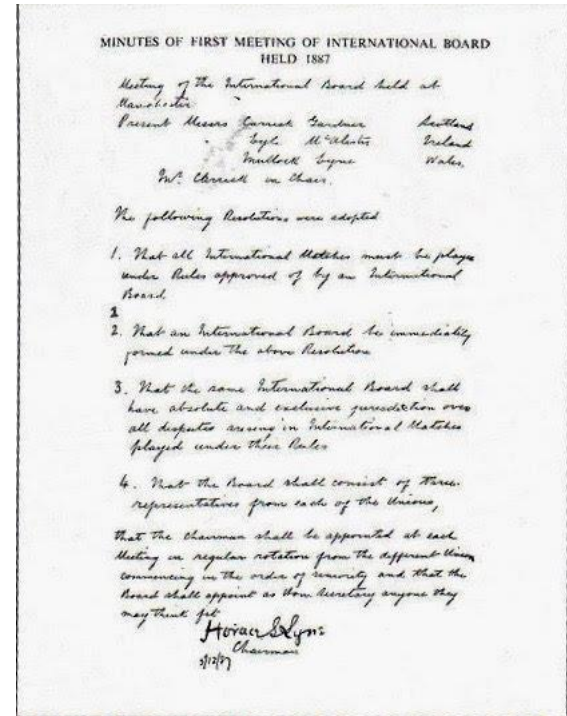 MINUTES OF FIRST MEETING OF INTERNATIONAL BOARD
HELD 1887
Meeting of the International Board held at
Manchester
Present Messrs Carrick Gardner Scotland
" Lyle McAlester Ireland
Mullock Lyne Wales
Mr. Carrick in Chair.
The following Resolutions were adopted
1. That all International Matches must be played
under Rules approved of by an International
Board
1
2. That an International Board be immediately
formed under the above Resolution
3. That the same International Board shall
have absolute and exclusive jurisdiction over
all disputes arising in International Matches
played under their Rules
4. That the Board shall consist of three
representatives from each of the Unions,
that the Chairman shall be appointed at each
Meeting in regular rotation from the different Unions
commencing in the order of seniority and that the
Board shall appoint as Hon Secretary anyone they
may think fit
Horace S Lyne
Chairman
5/12/87